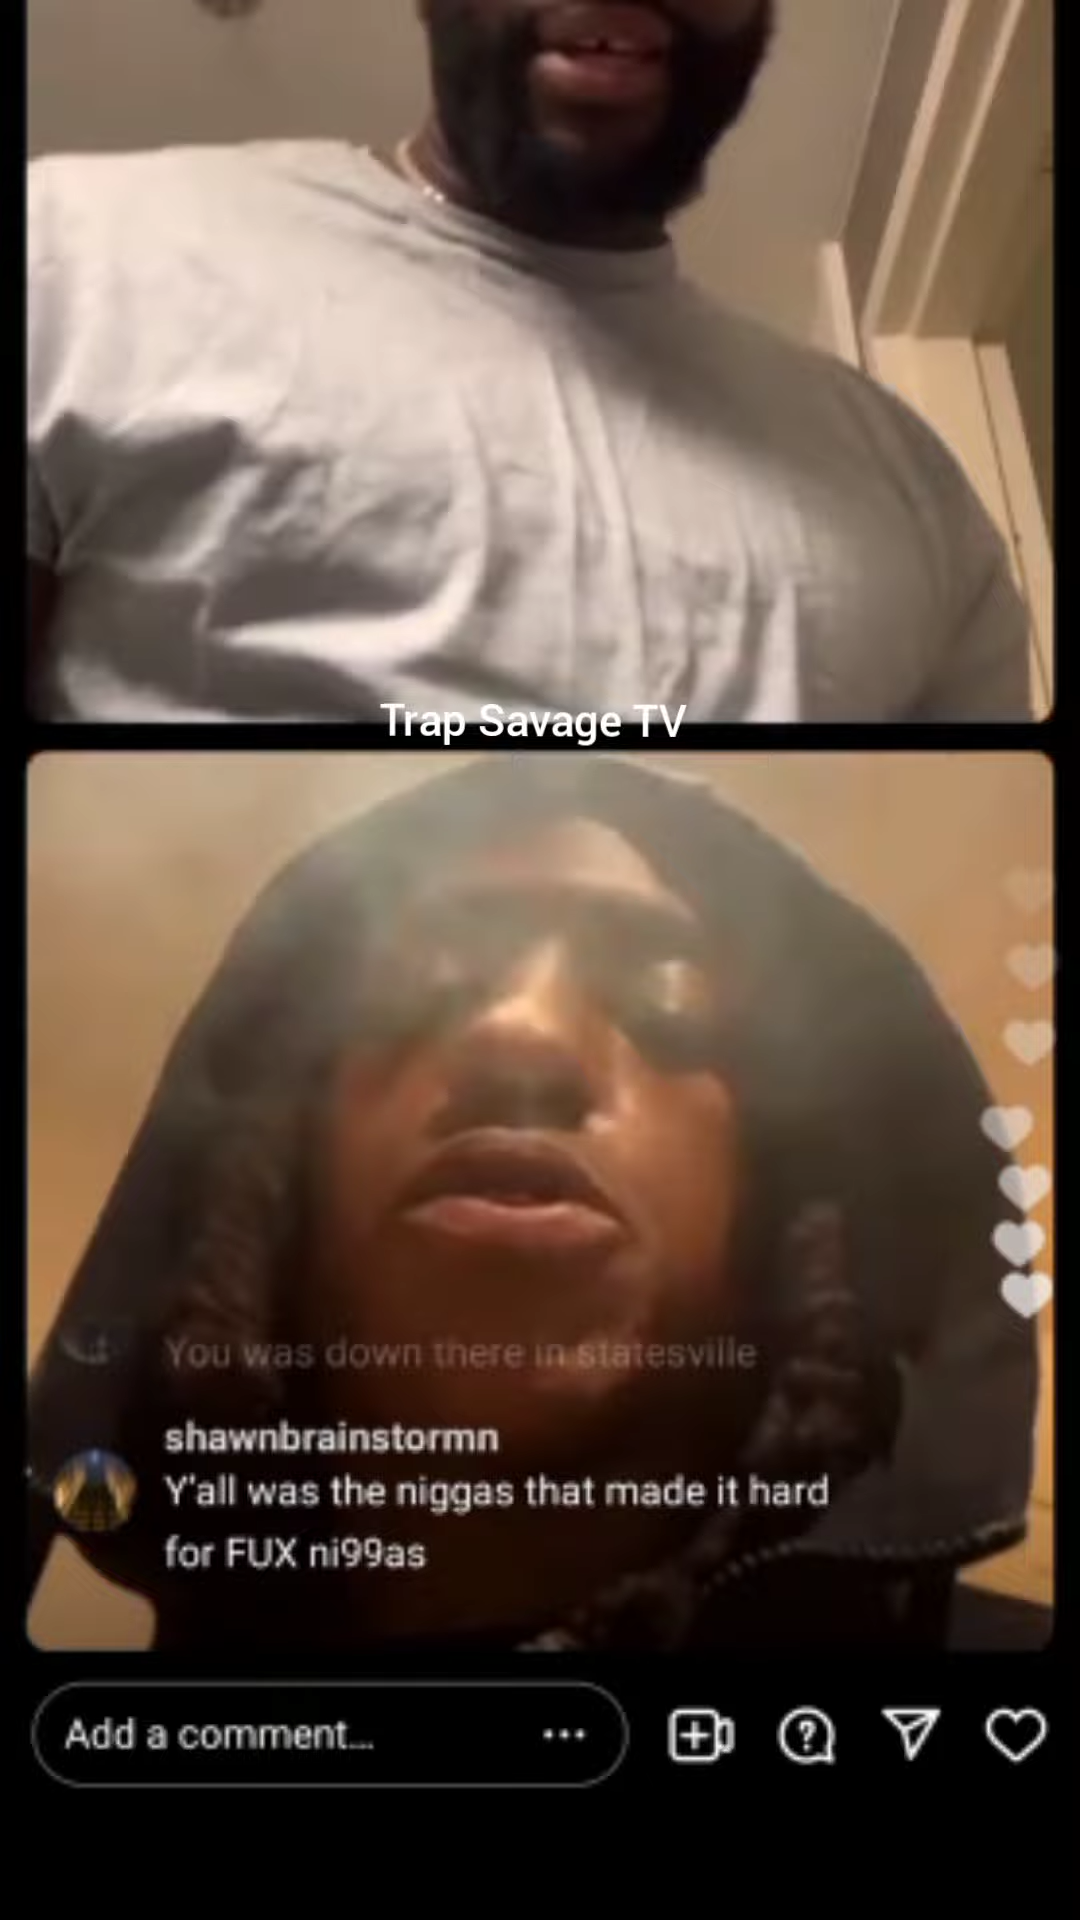 Trap Savage TV
You was down there in statesville
shawnbrainstormn
Y'all was the niggas that made it hard
for FUX ni99as
Add a comment...